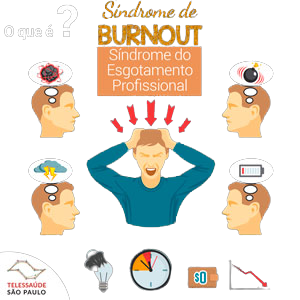 O que é ?
Síndrome de
BURNOUT
Síndrome do
Esgotamento
Profissional
$0
TELESSAÚDE
SÃO PAULO